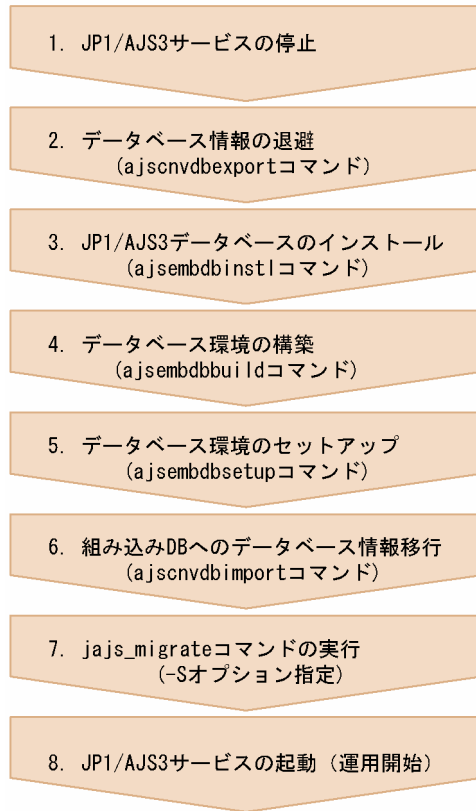 1. JP1/AJS3サービスの停止
2. データベース情報の退避
(ajscnvdbexportコマンド)
3. JP1/AJS3データベースのインストール
(ajsembdbinstlコマンド)
4. データベース環境の構築
(ajsembdbbuildコマンド)
5. データベース環境のセットアップ
(ajsembdbsetupコマンド)
6. 組み込みDBへのデータベース情報移行
(ajscnvdbimportコマンド)
7. jajs_migrateコマンドの実行
(-Sオプション指定)
8. JP1/AJS3サービスの起動（運用開始）